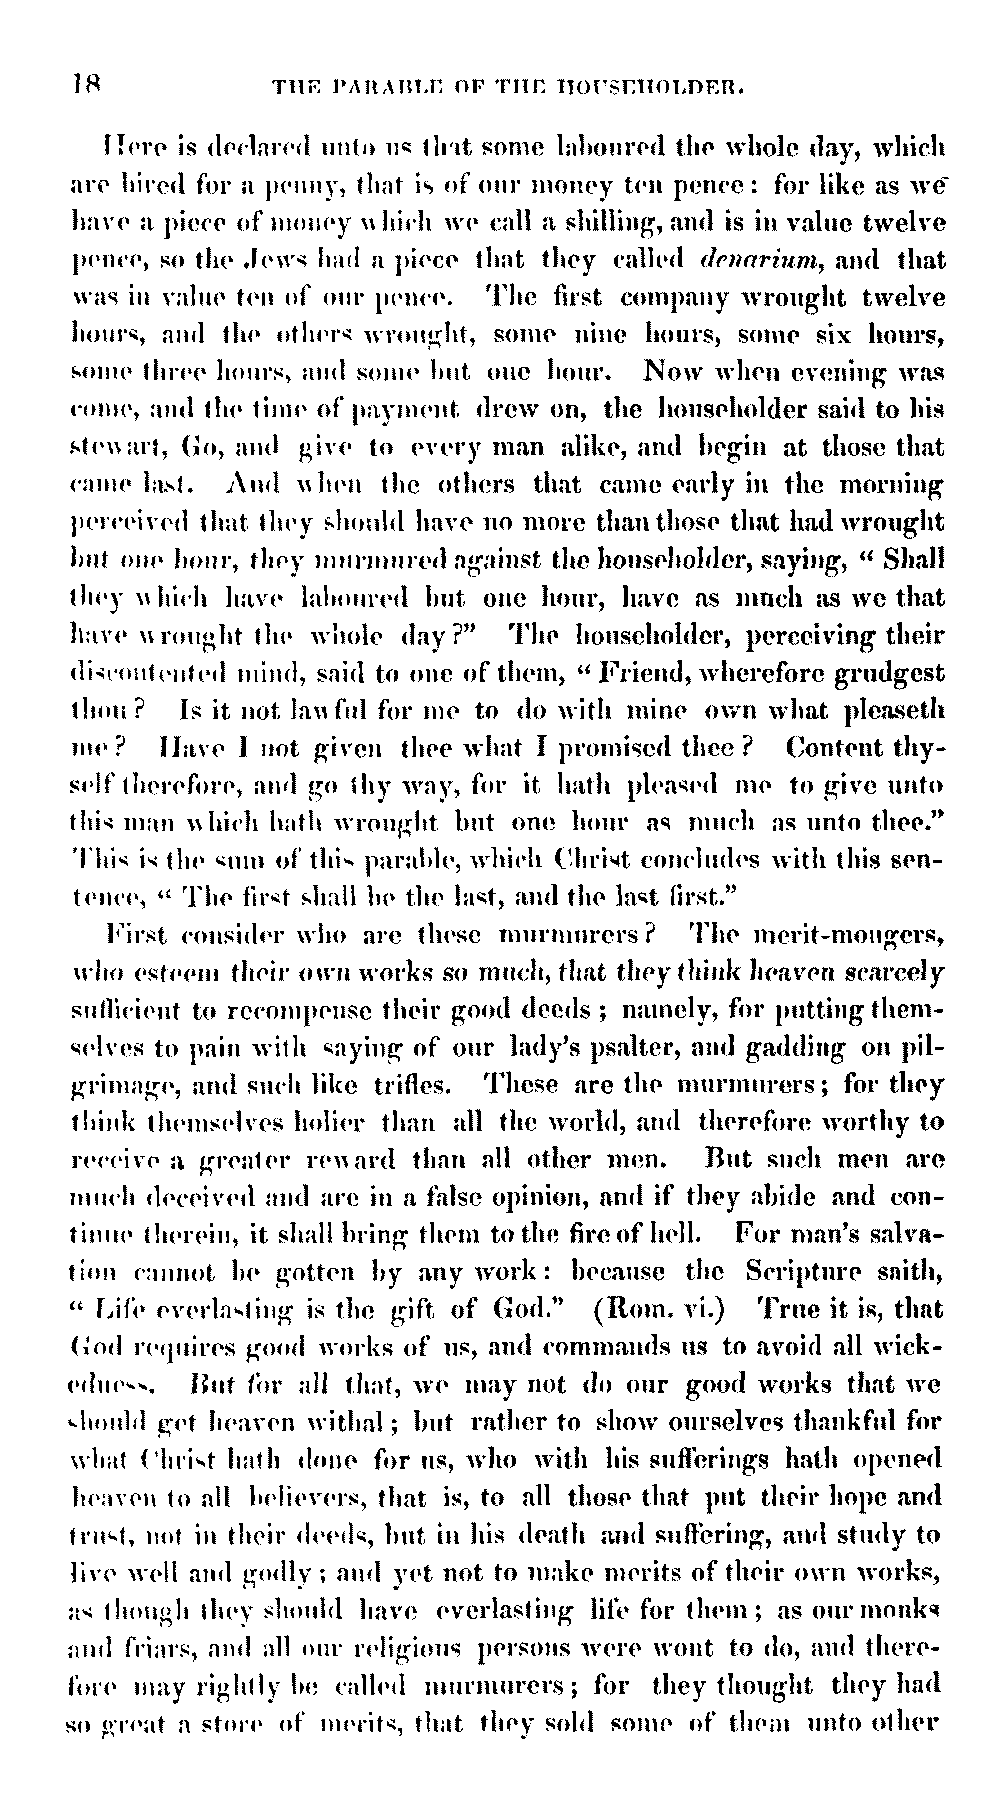 18 THE PARABLE OF THE HOUSEHOLDER.
Here is declared unto us that some laboured the whole day, which
are hired for a penny, that is of our money ten pence: for like as we
have a piece of money which we call a shilling, and is in value twelve
pence, so the Jews had a piece that they called denarium, and that
was in value ten of our pence. The first company wrought twelve
hours, and the others wrought, some nine hours, some six hours,
some three hours, and some but one hour. Now when evening was
come, and the time of payment drew on, the householder said to his
stewart, Go, and give to every man alike, and begin at those that
came last. And when the others that came early in the morning
perceived that they should have no more than those that had wrought
but one hour, they murmured against the householder, saying, “ Shall
they which have laboured but one hour, have as much as we that
have wrought the whole day?” The householder, perceiving their
discontented mind, said to one of them, “ Friend, wherefore grudgest
thou? Is it not lawful for me to do with mine own what pleaseth
me? Have I not given thee what I promised thee? Content thy-
self therefore, and go thy way, for it hath pleased me to give unto
this man which hath wrought but one hour as much as unto thee.”
This is the sum of this parable, which Christ concludes with this sen-
tence, “ The first shall be the last, and the last first.”
First consider who are these murmurers? The merit-mongers,
who esteem their own works so much, that they think heaven scarcely
sufficient to recompense their good deeds; namely, for putting them-
selves to pain with saying of our lady’s psalter, and gadding on pil-
grimage, and such like trifles. These are the murmurers; for they
think themselves holier than all the world, and therefore worthy to
receive a greater reward than all other men. But such men are
much deceived and are in a false opinion, and if they abide and con-
tinue therein, it shall bring them to the fire of hell. For man’s salva-
tion cannot be gotten by any work: because the Scripture saith,
“ Life everlasting is the gift of God.” (Rom. vi.) True it is, that
God requires good works of us, and commands us to avoid all wick-
edness. But for all that, we may not do our good works that we
should get heaven withal; but rather to show ourselves thankful for
what Christ hath done for us, who with his sufferings hath opened
heaven to all believers, that is, to all those that put their hope and
trust, not in their deeds, but in his death and suffering, and study to
live well and godly; and yet not to make merits of their own works,
as though they should have everlasting life for them; as our monks
and friars, and all our religious persons were wont to do, and there-
fore may rightly be called murmurers; for they thought they had
so great a store of merits, that they sold some of them unto other